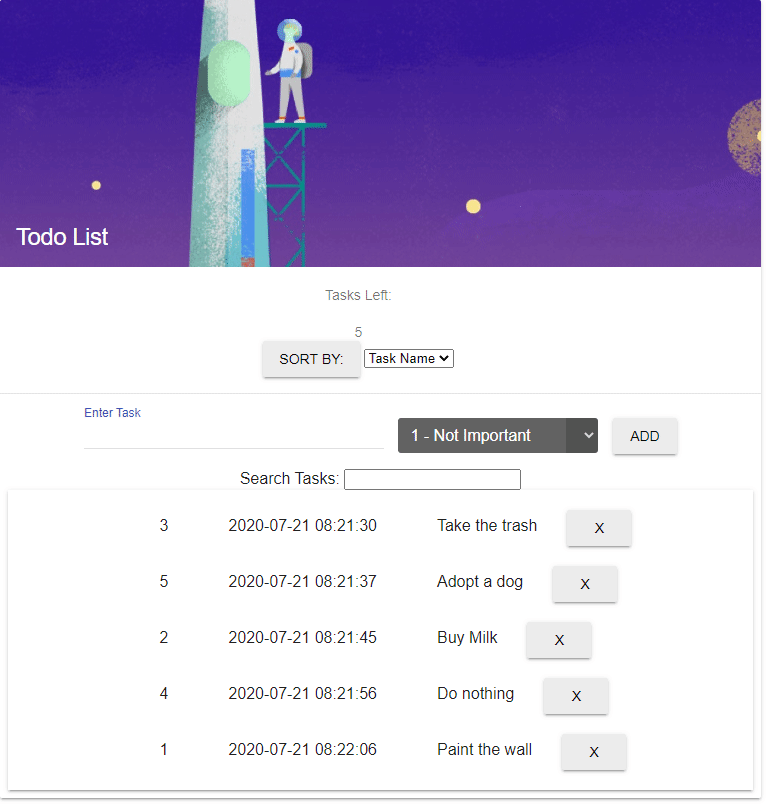 Todo List
Tasks Left:
5
SORT BY: Task Name
Enter Task
1 - Not Important ADD
Search Tasks:
3 2020-07-21 08:21:30 Take the trash X
5 2020-07-21 08:21:37 Adopt a dog X
2 2020-07-21 08:21:45 Buy Milk X
4 2020-07-21 08:21:56 Do nothing X
1 2020-07-21 08:22:06 Paint the wall X